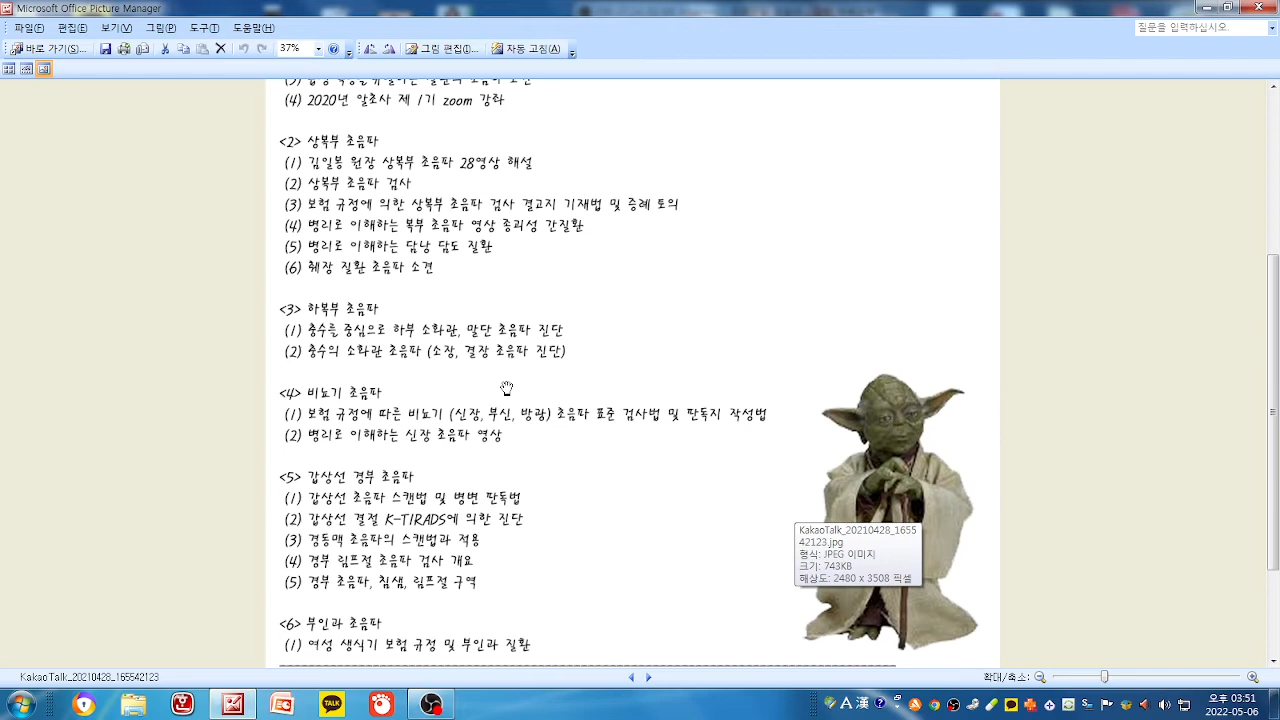 Microsoft Office Picture Manager
파일(F) 편집(E) 보기(V) 그림(P) 도구(T) 도움말(H)
질문을 입력하십시오.
바로 가기(S)... 37% 그림 편집(E)... 자동 고침(A)
(4) 2020년 알초사 제 1기 zoom 강좌
<2> 상복부 초음파
(1) 김일봉 원장 상복부 초음파 28영상 해설
(2) 상복부 초음파 검사
(3) 보험 규정에 의한 상복부 초음파 검사 결고지 기재법 및 증례 토의
(4) 병리로 이해하는 복부 초음파 영상 종괴성 간질환
(5) 병리로 이해하는 담낭 담도 질환
(6) 췌장 질환 초음파 소견
<3> 하복부 초음파
(1) 충수를 중심으로 하부 소화관, 말단 초음파 진단
(2) 충수의 소화관 초음파 (소장, 결장 초음파 진단)
<4> 비뇨기 초음파
(1) 보험 규정에 따른 비뇨기 (신장, 부신, 방광) 초음파 표준 검사법 및 판독지 작성법
(2) 병리로 이해하는 신장 초음파 영상
<5> 갑상선 경부 초음파
(1) 갑상선 초음파 스캔법 및 병변 판독법
(2) 갑상선 결절 K-TIRADS에 의한 진단
(3) 경동맥 초음파의 스캔법과 적용
(4) 경부 림프절 초음파 검사 개요
(5) 경부 초음파, 침샘, 림프절 구역
<6> 부인과 초음파
(1) 여성 생식기 보험 규정 및 부인과 질환
KakaoTalk_20210428_1655
42123.jpg
형식: JPEG 이미지
크기: 743KB
해상도: 2480 x 3508 픽셀
KakaoTalk_20210428_165542123
확대/축소:
TALK
A 漢
오후 03:51
2022-05-06